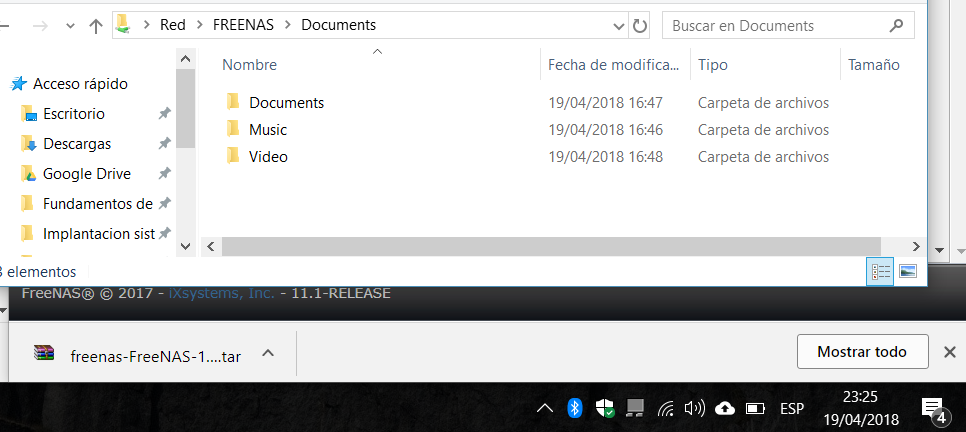 Red > FREENAS > Documents
Buscar en Documents
Nombre Fecha de modifica... Tipo Tamaño
Acceso rápido
Escritorio
Descargas
Google Drive
Fundamentos de
Implantacion sist
Documents 19/04/2018 16:47 Carpeta de archivos
Music 19/04/2018 16:46 Carpeta de archivos
Video 19/04/2018 16:48 Carpeta de archivos
3 elementos
FreeNAS® © 2017 - iXsystems, Inc. - 11.1-RELEASE
freenas-FreeNAS-1....tar
Mostrar todo
ESP
23:25
19/04/2018
4